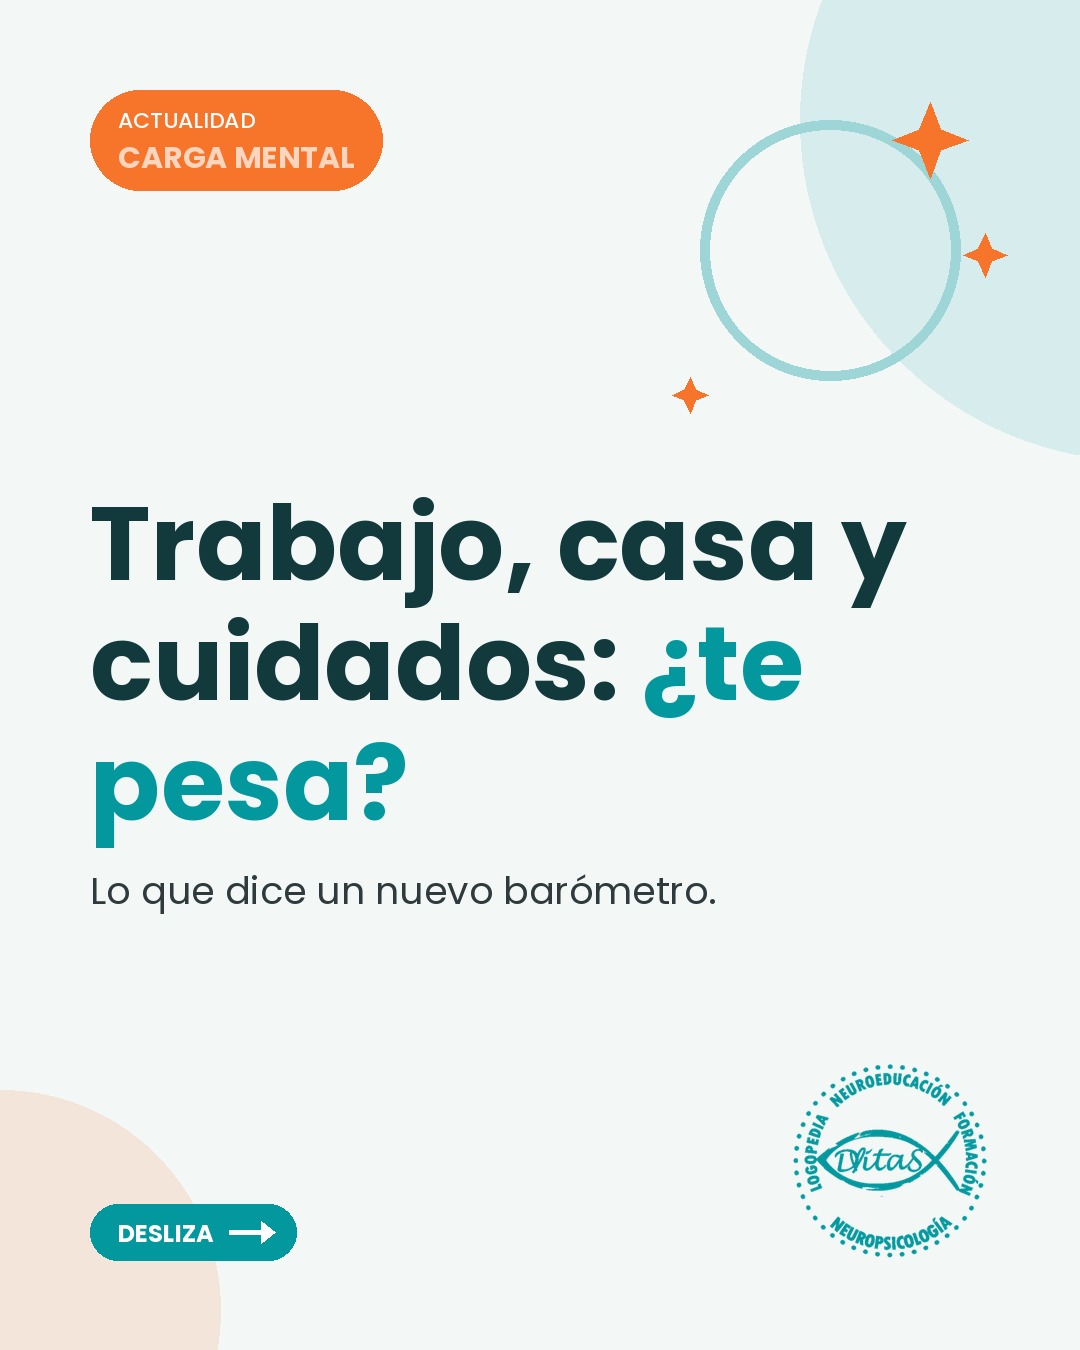 ACTUALIDAD
CARGA MENTAL
Trabajo, casa y
cuidados: ¿te
pesa?
Lo que dice un nuevo barómetro.
DESLIZA
LOGOPEDIA NEUROEDUCACIÓN FORMACIÓN
DVitaS
NEUROPSICOLOGÍA